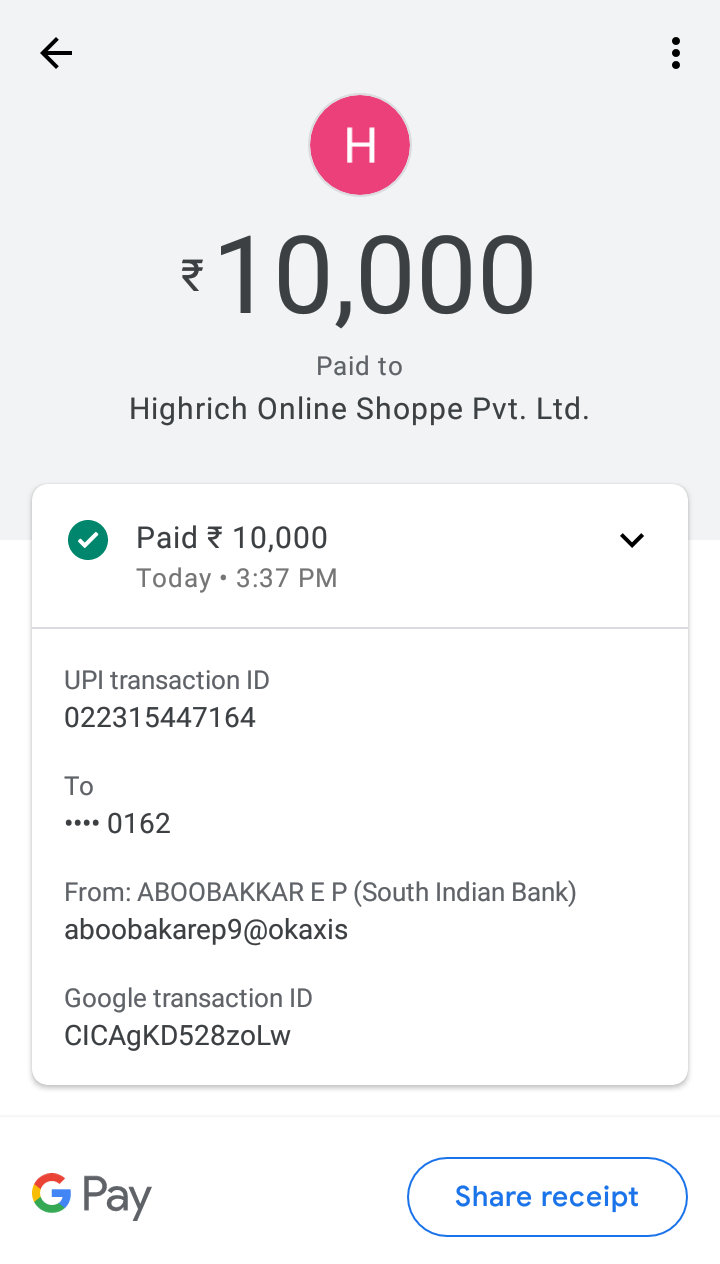 H
₹10,000
Paid to
Highrich Online Shoppe Pvt. Ltd.
Paid ₹ 10,000
Today • 3:37 PM
UPI transaction ID
022315447164
To
•••• 0162
From: ABOOBAKKAR E P (South Indian Bank)
aboobakarep9@okaxis
Google transaction ID
CICAgKD528zoLw
G Pay
Share receipt